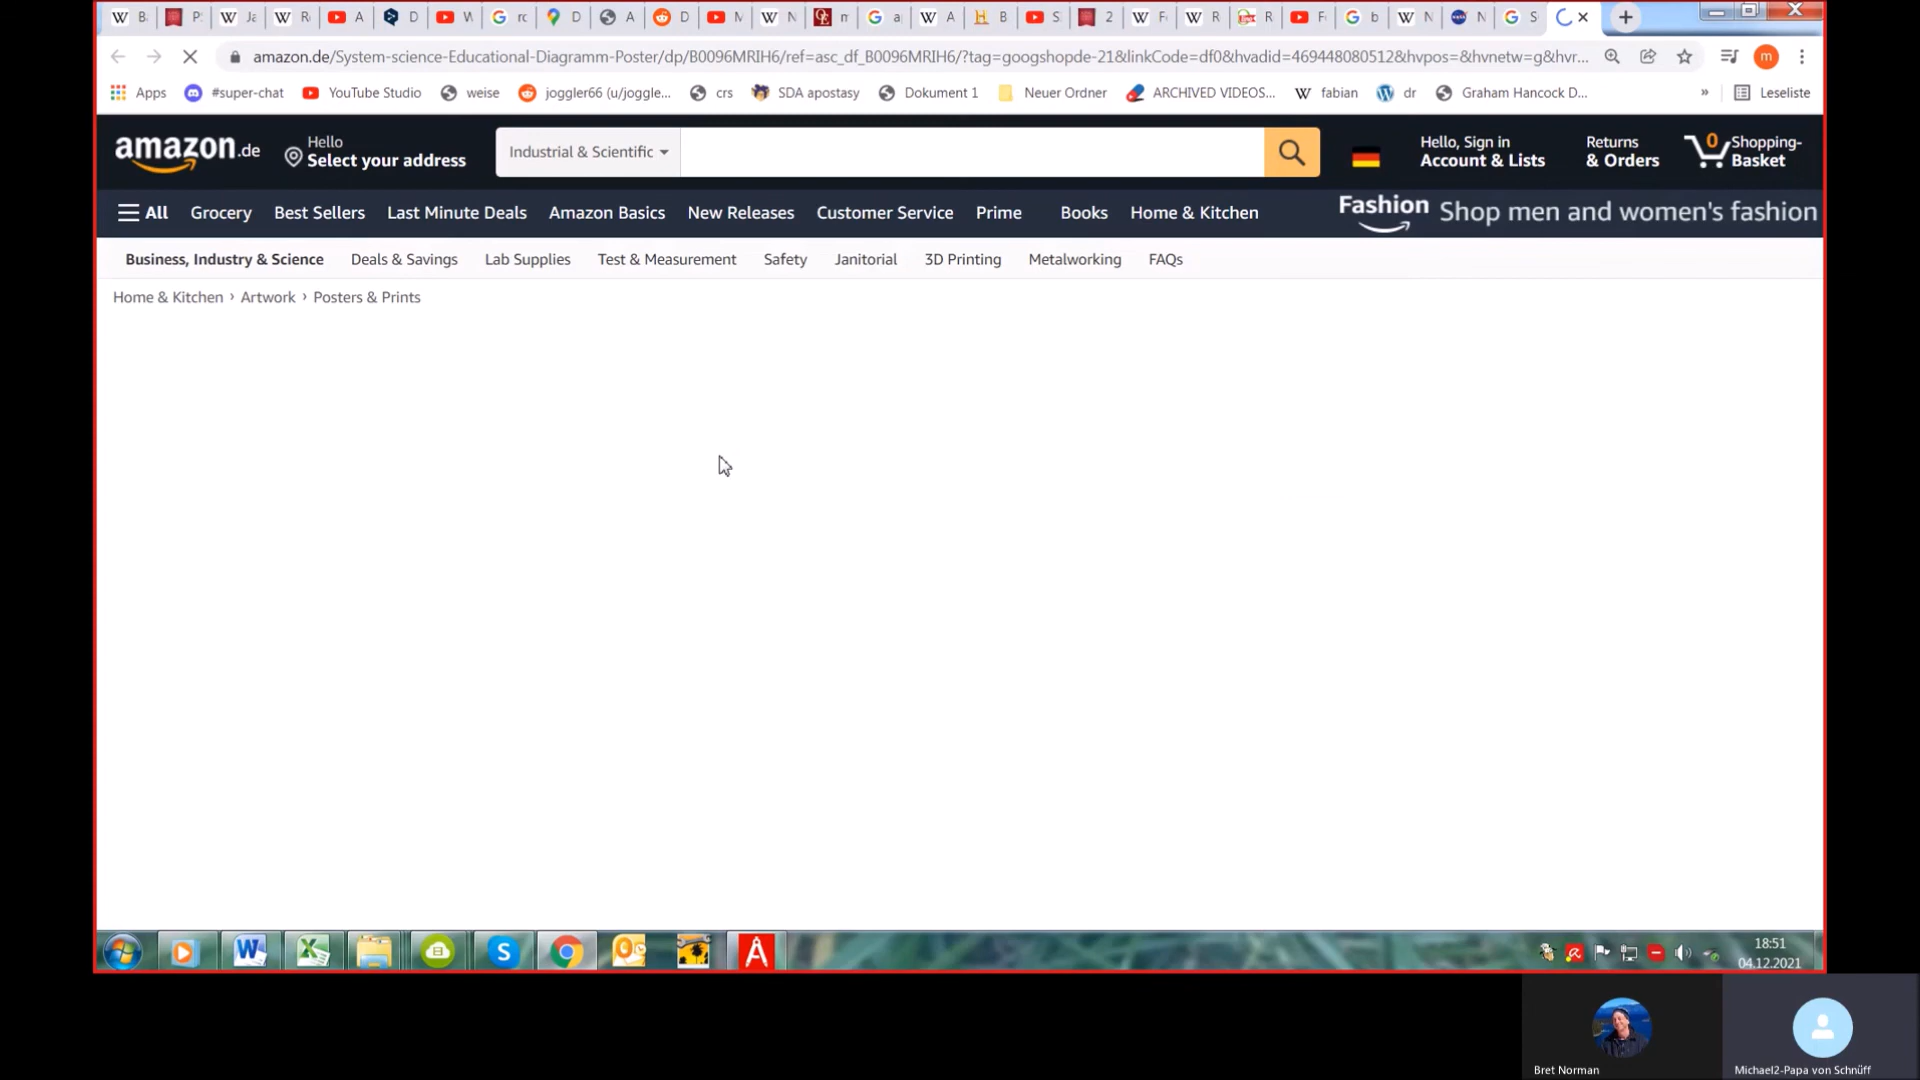 B
P
Ja
R
A
D
W
rc
D
A
D
M
N
m
a
A
B
S
2
F
R
R
F
b
N
N
S
amazon.de/System-science-Educational-Diagramm-Poster/dp/B0096MRIH6/ref=asc_df_B0096MRIH6/?tag=googshopde-21&linkCode=df0&hvadid=469448080512&hvpos=&hvnetw=g&hvr...
m
Apps
#super-chat
YouTube Studio
weise
joggler66 (u/joggle...
crs
SDA apostasy
Dokument 1
Neuer Ordner
ARCHIVED VIDEOS...
fabian
dr
Graham Hancock D...
»
Leseliste
amazon.de
Hello
Select your address
Industrial & Scientific
Hello, Sign in
Account & Lists
Returns
& Orders
0
Shopping-
Basket
All
Grocery
Best Sellers
Last Minute Deals
Amazon Basics
New Releases
Customer Service
Prime
Books
Home & Kitchen
Fashion
Shop men and women's fashion
Business, Industry & Science
Deals & Savings
Lab Supplies
Test & Measurement
Safety
Janitorial
3D Printing
Metalworking
FAQs
Home & Kitchen › Artwork › Posters & Prints
18:51
04.12.2021
Bret Norman
Michael2-Papa von Schnüff